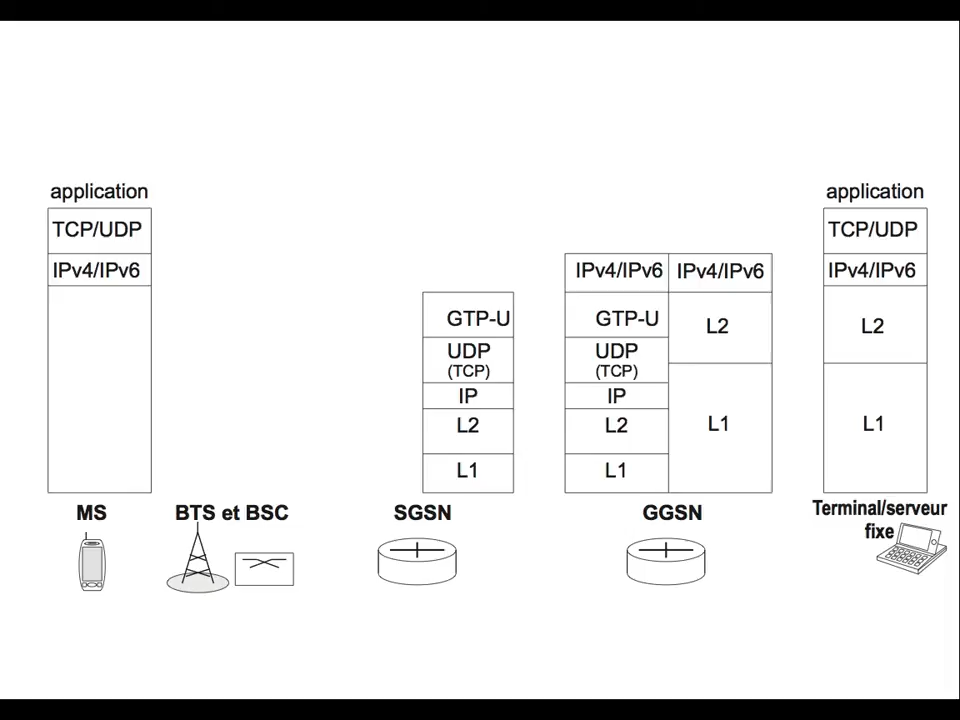 application
TCP/UDP
IPv4/IPv6
GTP-U
UDP
(TCP)
IP
L2
L1
IPv4/IPv6
GTP-U
UDP
(TCP)
IP
L2
L1
IPv4/IPv6
L2
L1
application
TCP/UDP
IPv4/IPv6
L2
L1
MS
BTS et BSC
SGSN
GGSN
Terminal/serveur
fixe